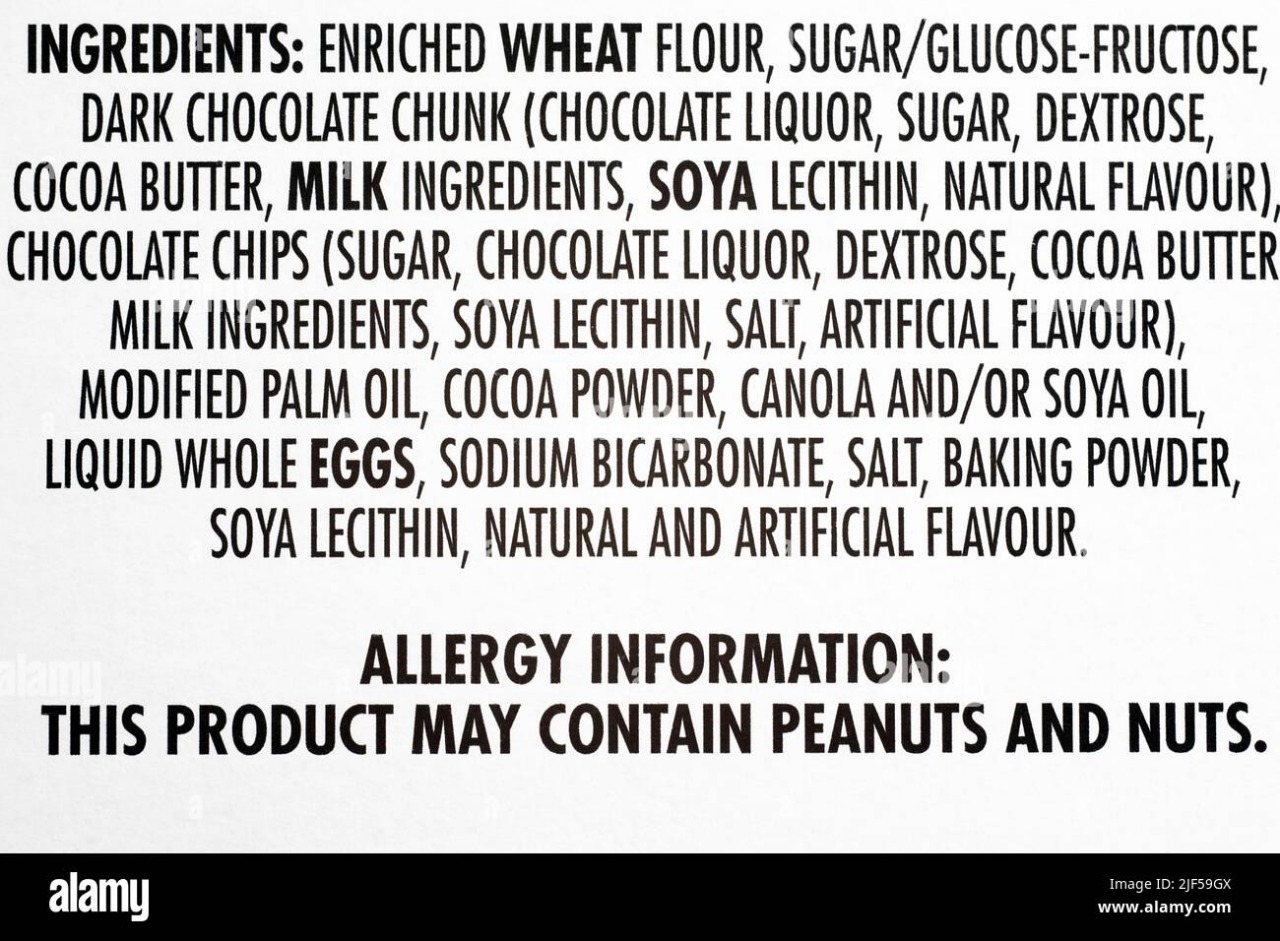 INGREDIENTS: ENRICHED WHEAT FLOUR, SUGAR/GLUCOSE-FRUCTOSE,
DARK CHOCOLATE CHUNK (CHOCOLATE LIQUOR, SUGAR, DEXTROSE,
COCOA BUTTER, MILK INGREDIENTS, SOYA LECITHIN, NATURAL FLAVOUR),
CHOCOLATE CHIPS (SUGAR, CHOCOLATE LIQUOR, DEXTROSE, COCOA BUTTER
MILK INGREDIENTS, SOYA LECITHIN, SALT, ARTIFICIAL FLAVOUR),
MODIFIED PALM OIL, COCOA POWDER, CANOLA AND/OR SOYA OIL,
LIQUID WHOLE EGGS, SODIUM BICARBONATE, SALT, BAKING POWDER,
SOYA LECITHIN, NATURAL AND ARTIFICIAL FLAVOUR.
ALLERGY INFORMATION:
THIS PRODUCT MAY CONTAIN PEANUTS AND NUTS.
alamy
Image ID: 2JF59GX
www.alamy.com